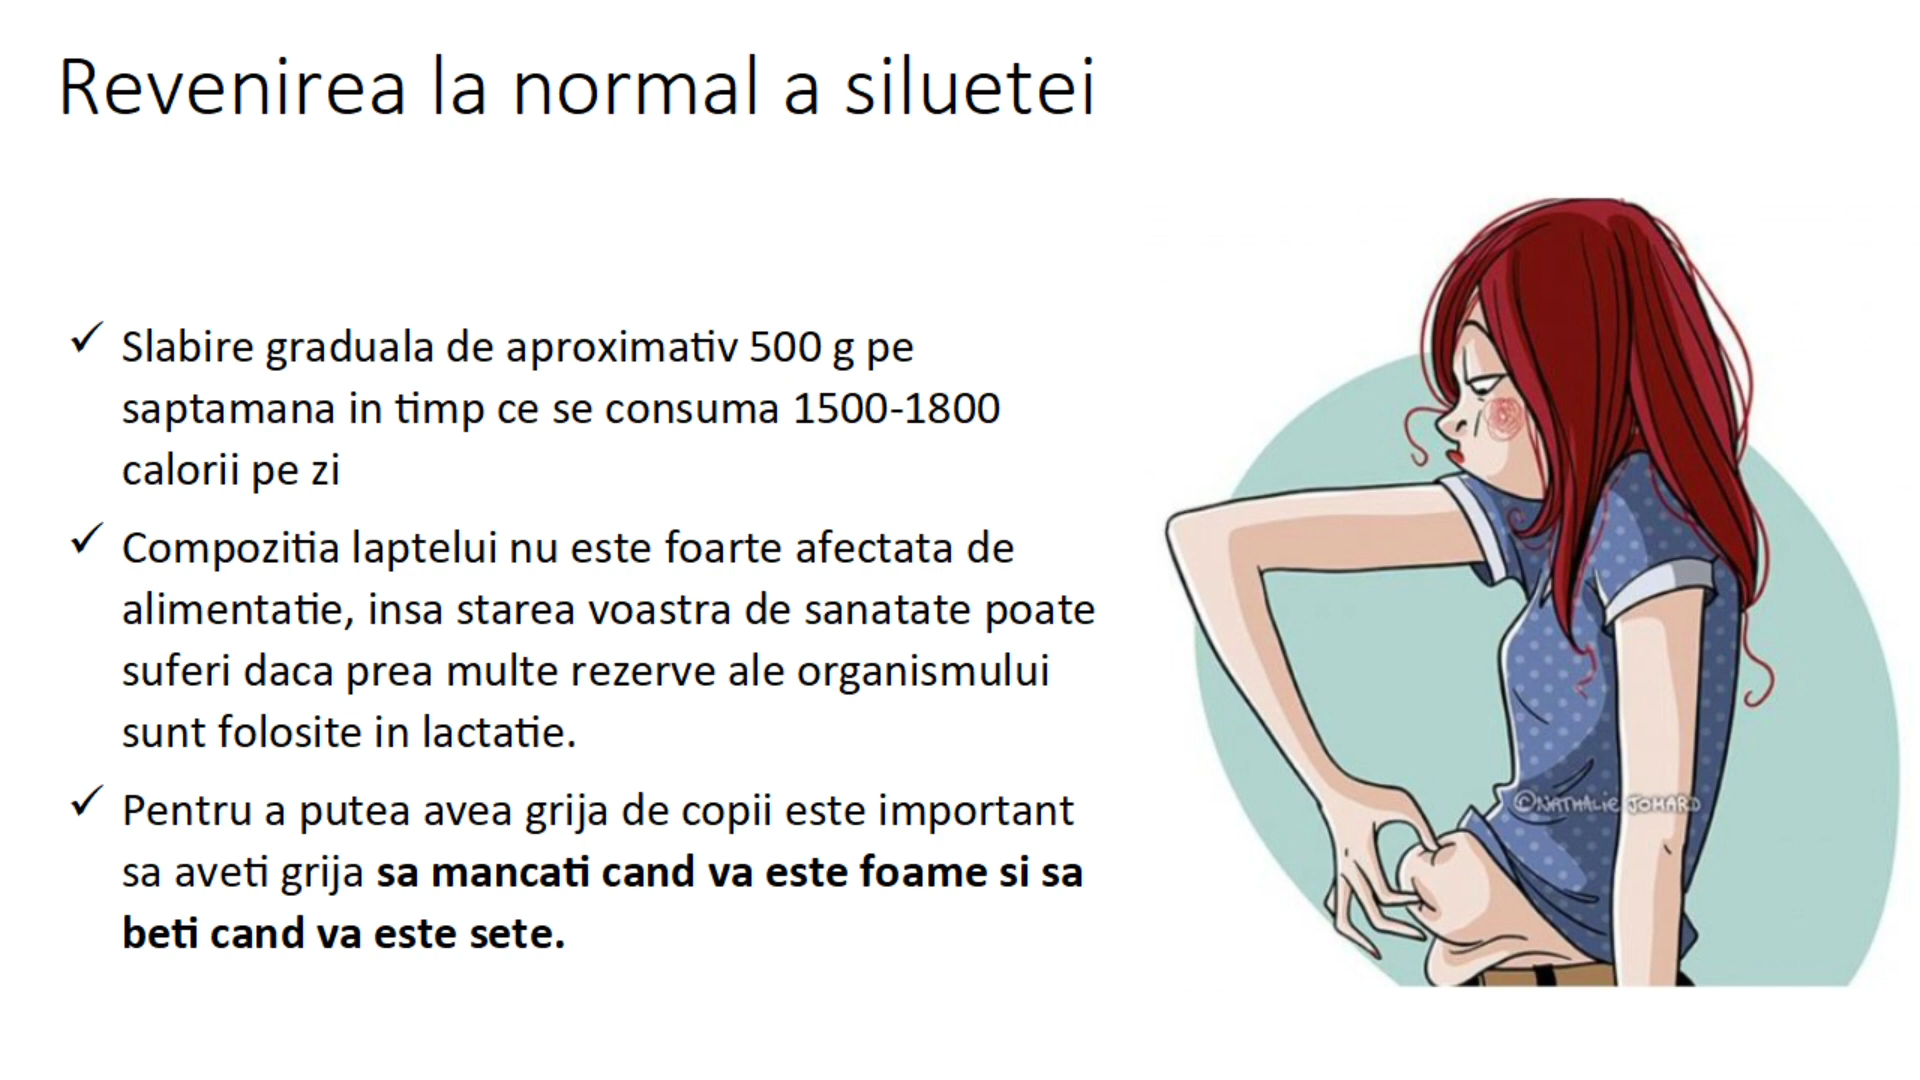 Revenirea la normal a siluetei
✓ Slabire graduala de aproximativ 500 g pe
saptamana in timp ce se consuma 1500-1800
calorii pe zi
✓ Compozitia laptelui nu este foarte afectata de
alimentatie, insa starea voastra de sanatate poate
suferi daca prea multe rezerve ale organismului
sunt folosite in lactatie.
✓ Pentru a putea avea grija de copii este important
sa aveti grija sa mancati cand va este foame si sa
beti cand va este sete.
©NATHALIE JOMARD